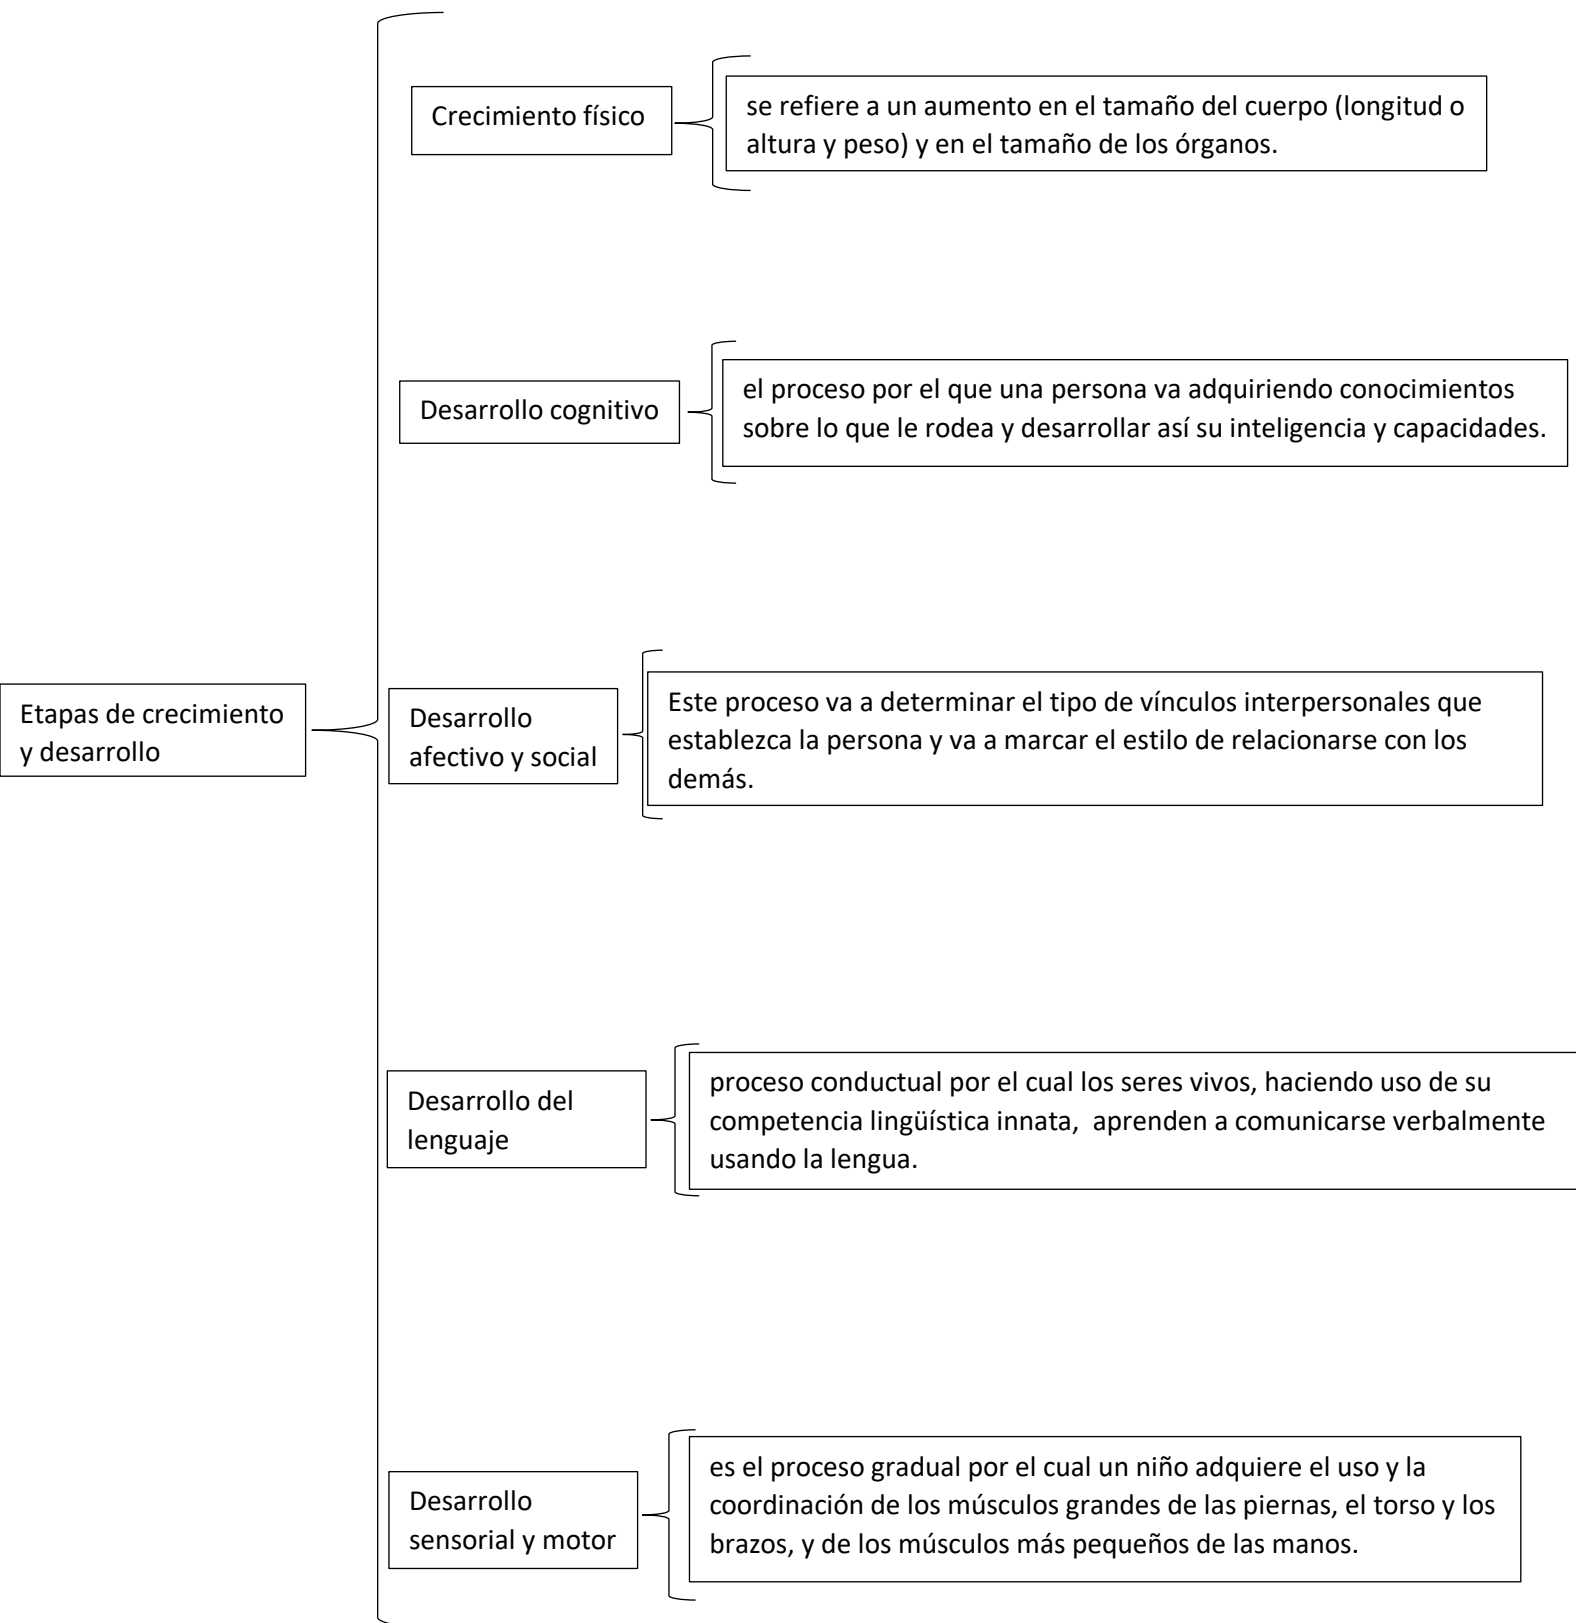 Crecimiento físico
se refiere a un aumento en el tamaño del cuerpo (longitud o
altura y peso) y en el tamaño de los órganos.
Desarrollo cognitivo
el proceso por el que una persona va adquiriendo conocimientos
sobre lo que le rodea y desarrollar así su inteligencia y capacidades.
Etapas de crecimiento
y desarrollo
Desarrollo
afectivo y social
Este proceso va a determinar el tipo de vínculos interpersonales que
establezca la persona y va a marcar el estilo de relacionarse con los
demás.
Desarrollo del
lenguaje
proceso conductual por el cual los seres vivos, haciendo uso de su
competencia lingüística innata,  aprenden a comunicarse verbalmente
usando la lengua.
Desarrollo
sensorial y motor
es el proceso gradual por el cual un niño adquiere el uso y la
coordinación de los músculos grandes de las piernas, el torso y los
brazos, y de los músculos más pequeños de las manos.